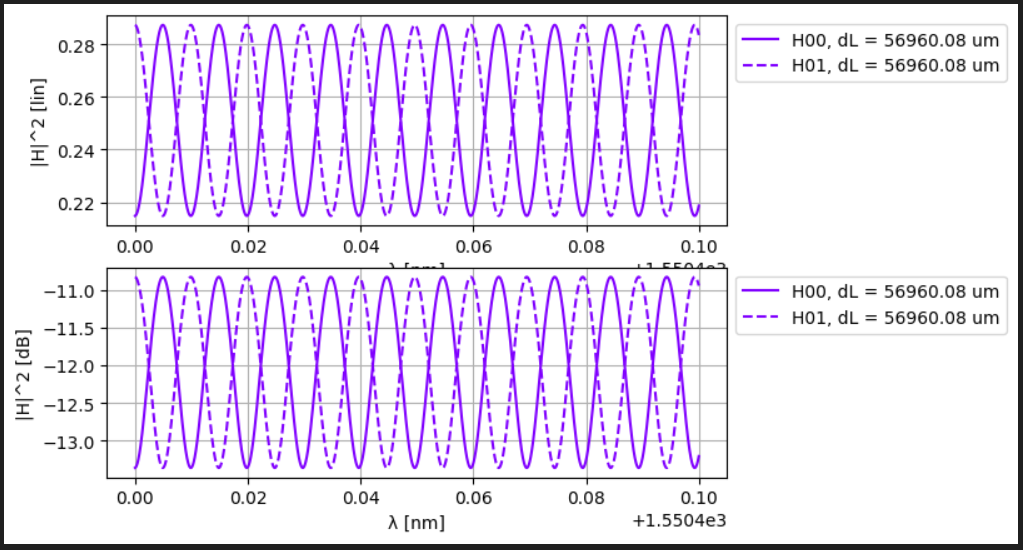 |H|^2 [lin]
0.28
0.26
0.24
0.22
0.00 0.02 0.04 0.06 0.08 0.10
λ [nm] +1.5504e3
H00, dL = 56960.08 um
H01, dL = 56960.08 um
|H|^2 [dB]
−11.0
−11.5
−12.0
−12.5
−13.0
0.00 0.02 0.04 0.06 0.08 0.10
λ [nm] +1.5504e3
H00, dL = 56960.08 um
H01, dL = 56960.08 um